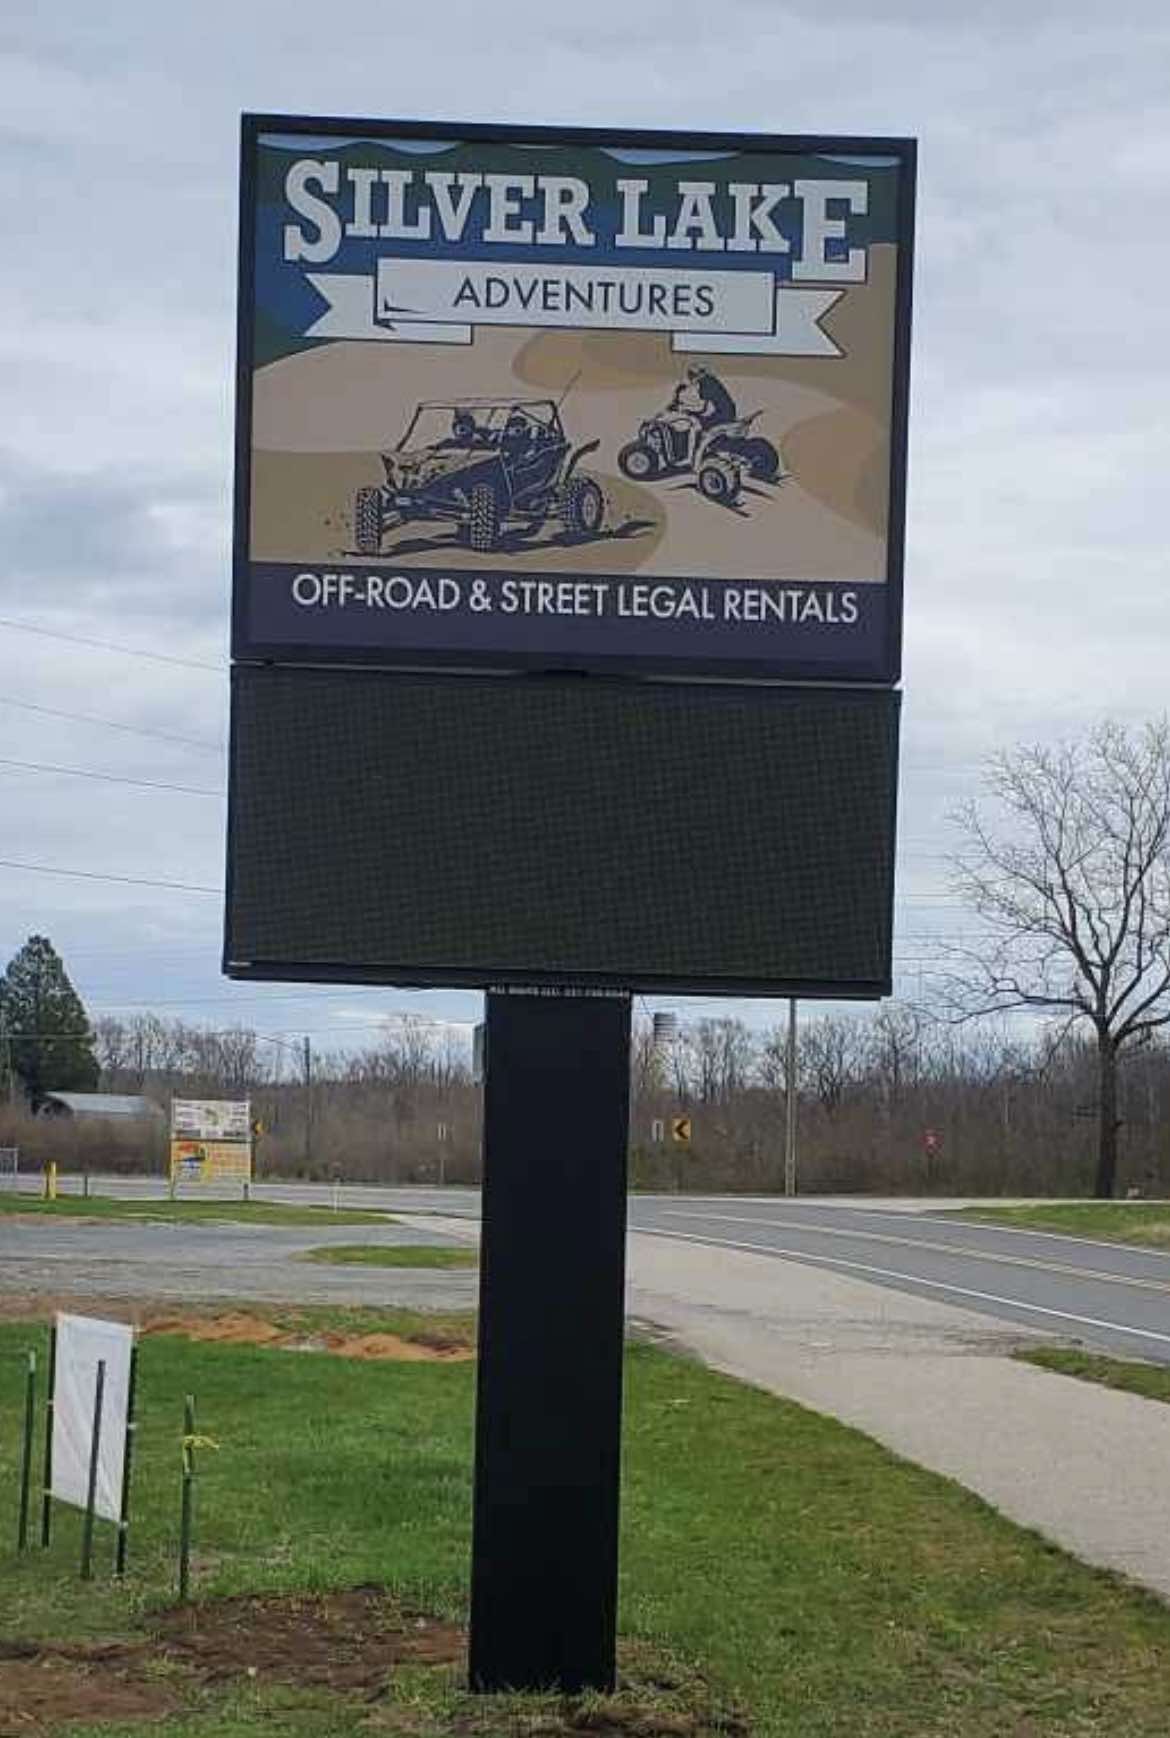 SILVER LAKE
ADVENTURES
OFF-ROAD & STREET LEGAL RENTALS